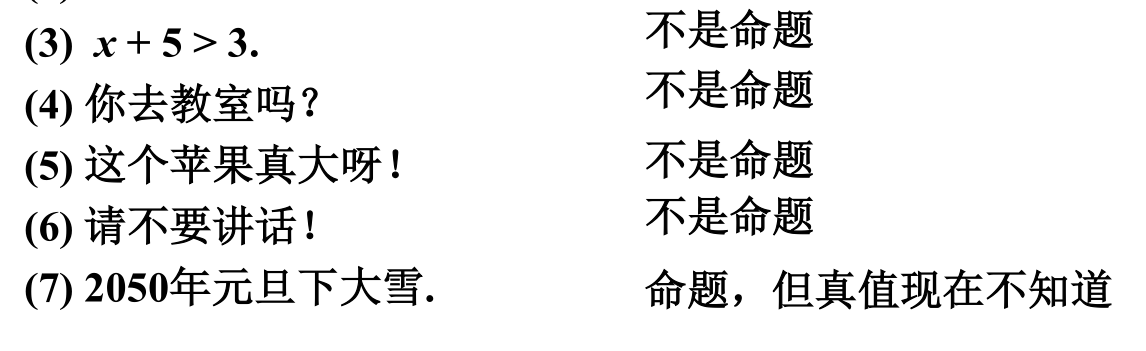 (3) x + 5 > 3. 不是命题
(4) 你去教室吗？ 不是命题
(5) 这个苹果真大呀！ 不是命题
(6) 请不要讲话！ 不是命题
(7) 2050年元旦下大雪. 命题，但真值现在不知道